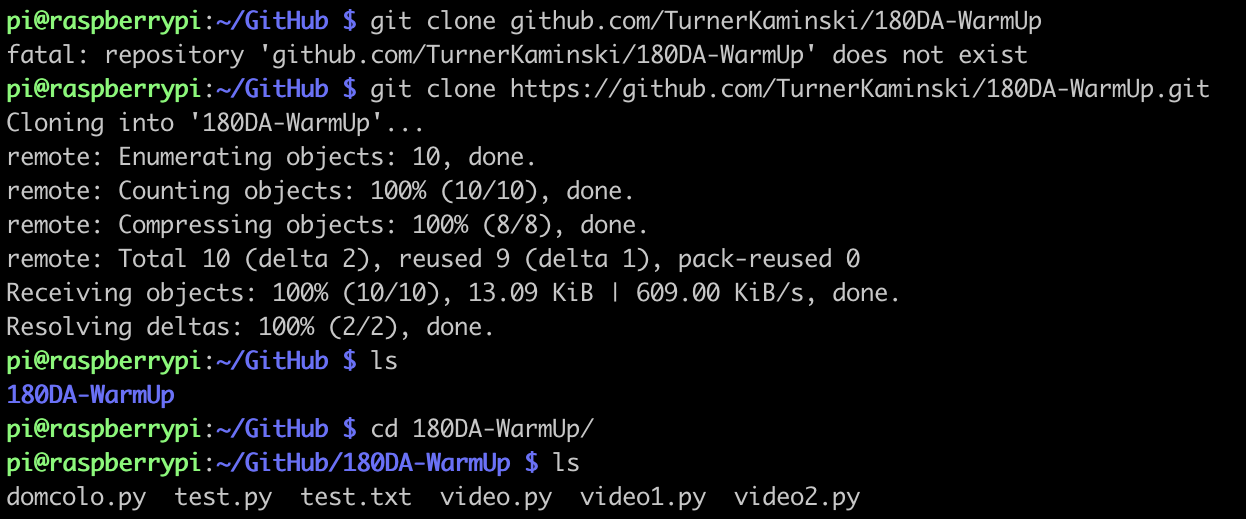 pi@raspberrypi:~/GitHub $ git clone github.com/TurnerKaminski/180DA-WarmUp
fatal: repository 'github.com/TurnerKaminski/180DA-WarmUp' does not exist
pi@raspberrypi:~/GitHub $ git clone https://github.com/TurnerKaminski/180DA-WarmUp.git
Cloning into '180DA-WarmUp'...
remote: Enumerating objects: 10, done.
remote: Counting objects: 100% (10/10), done.
remote: Compressing objects: 100% (8/8), done.
remote: Total 10 (delta 2), reused 9 (delta 1), pack-reused 0
Receiving objects: 100% (10/10), 13.09 KiB | 609.00 KiB/s, done.
Resolving deltas: 100% (2/2), done.
pi@raspberrypi:~/GitHub $ ls
180DA-WarmUp
pi@raspberrypi:~/GitHub $ cd 180DA-WarmUp/
pi@raspberrypi:~/GitHub/180DA-WarmUp $ ls
domcolo.py  test.py  test.txt  video.py  video1.py  video2.py